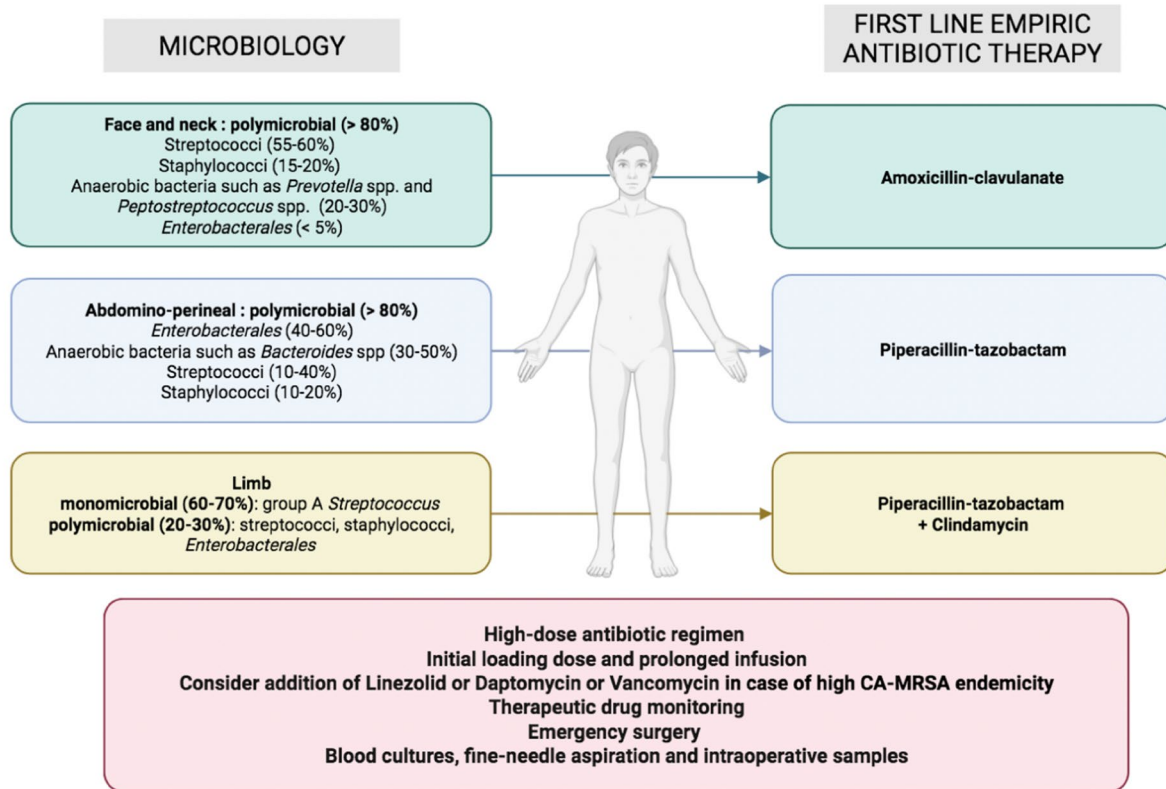 MICROBIOLOGY
FIRST LINE EMPIRIC
ANTIBIOTIC THERAPY
Face and neck : polymicrobial (> 80%)
Streptococci (55-60%)
Staphylococci (15-20%)
Anaerobic bacteria such as Prevotella spp. and
Peptostreptococcus spp. (20-30%)
Enterobacterales (< 5%)
Amoxicillin-clavulanate
Abdomino-perineal : polymicrobial (> 80%)
Enterobacterales (40-60%)
Anaerobic bacteria such as Bacteroides spp (30-50%)
Streptococci (10-40%)
Staphylococci (10-20%)
Piperacillin-tazobactam
Limb
monomicrobial (60-70%): group A Streptococcus
polymicrobial (20-30%): streptococci, staphylococci,
Enterobacterales
Piperacillin-tazobactam
+ Clindamycin
High-dose antibiotic regimen
Initial loading dose and prolonged infusion
Consider addition of Linezolid or Daptomycin or Vancomycin in case of high CA-MRSA endemicity
Therapeutic drug monitoring
Emergency surgery
Blood cultures, fine-needle aspiration and intraoperative samples